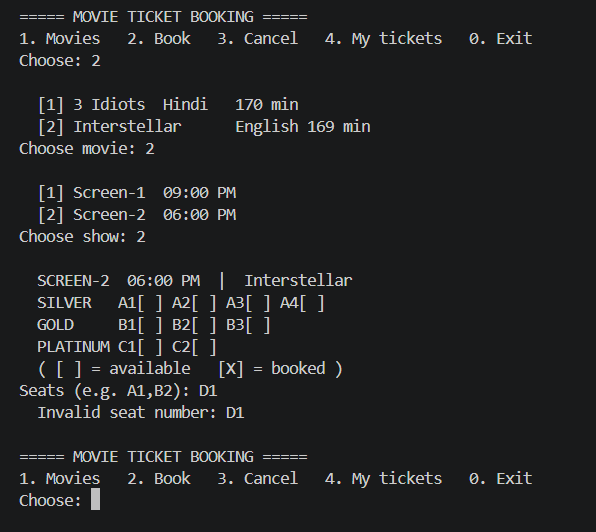 ===== MOVIE TICKET BOOKING =====
1. Movies   2. Book   3. Cancel   4. My tickets   0. Exit
Choose: 2

  [1] 3 Idiots  Hindi   170 min
  [2] Interstellar      English 169 min
Choose movie: 2

  [1] Screen-1  09:00 PM
  [2] Screen-2  06:00 PM
Choose show: 2

  SCREEN-2  06:00 PM  |  Interstellar
  SILVER   A1[ ] A2[ ] A3[ ] A4[ ]
  GOLD     B1[ ] B2[ ] B3[ ]
  PLATINUM C1[ ] C2[ ]
  ( [ ] = available   [X] = booked )
Seats (e.g. A1,B2): D1
  Invalid seat number: D1

===== MOVIE TICKET BOOKING =====
1. Movies   2. Book   3. Cancel   4. My tickets   0. Exit
Choose: